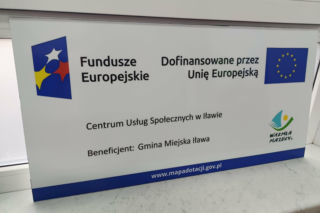 Fundusze
Europejskie
Dofinansowane przez
Unię Europejską
Centrum Usług Społecznych w Iławie
Beneficjent: Gmina Miejska Iława
WARMIA
MAZURY
www.mapadotacji.gov.pl